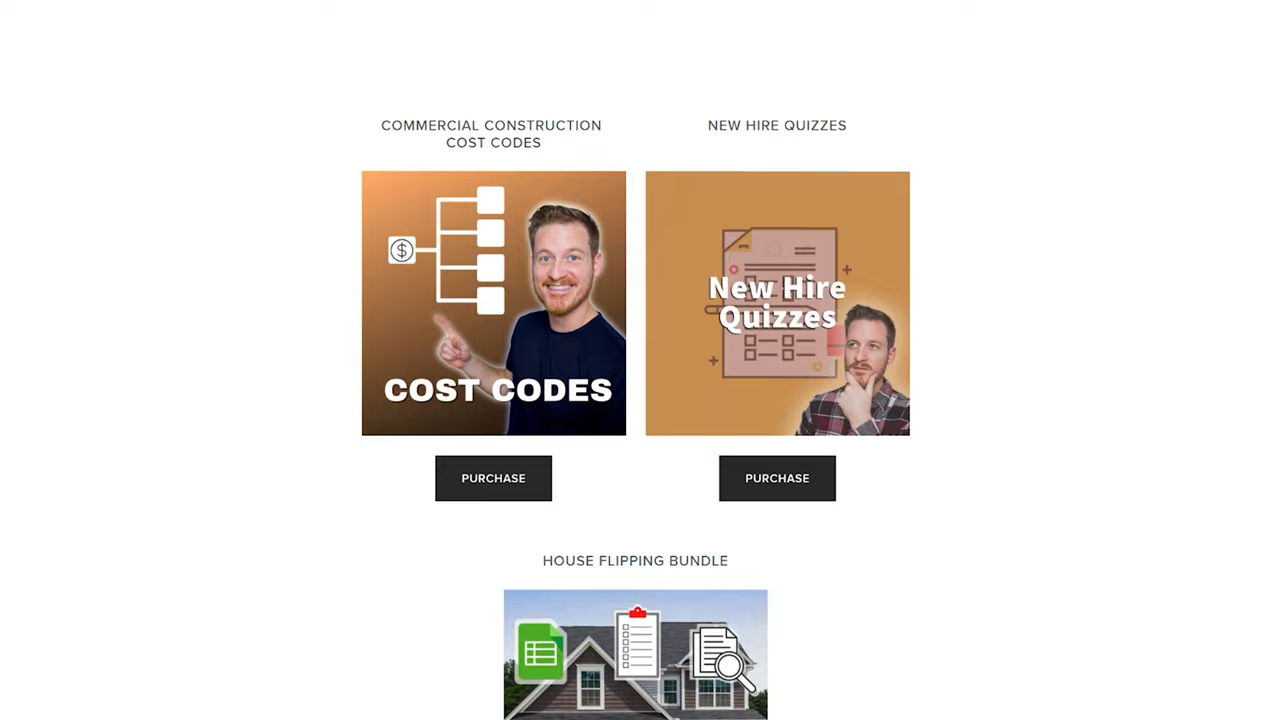 COMMERCIAL CONSTRUCTION
COST CODES
NEW HIRE QUIZZES
$
COST CODES
New Hire
Quizzes
PURCHASE
PURCHASE
HOUSE FLIPPING BUNDLE